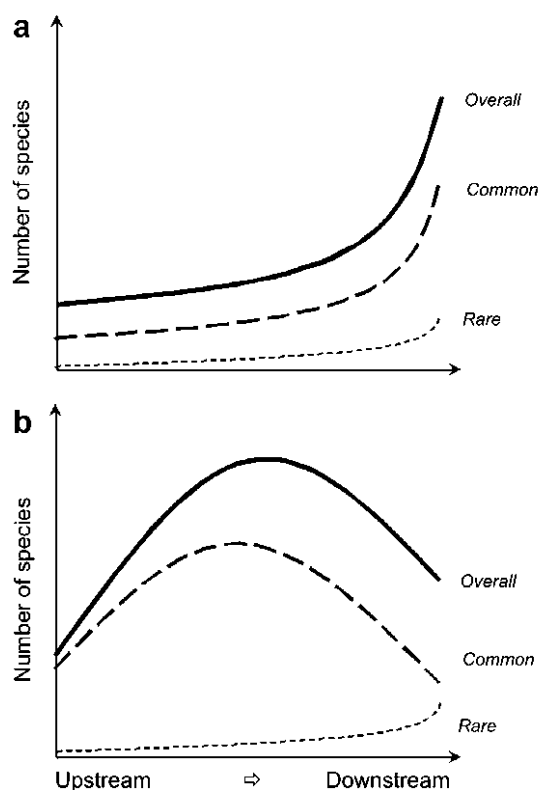 a
Number of species
Overall
Common
Rare
b
Number of species
Overall
Common
Rare
Upstream ⇨ Downstream